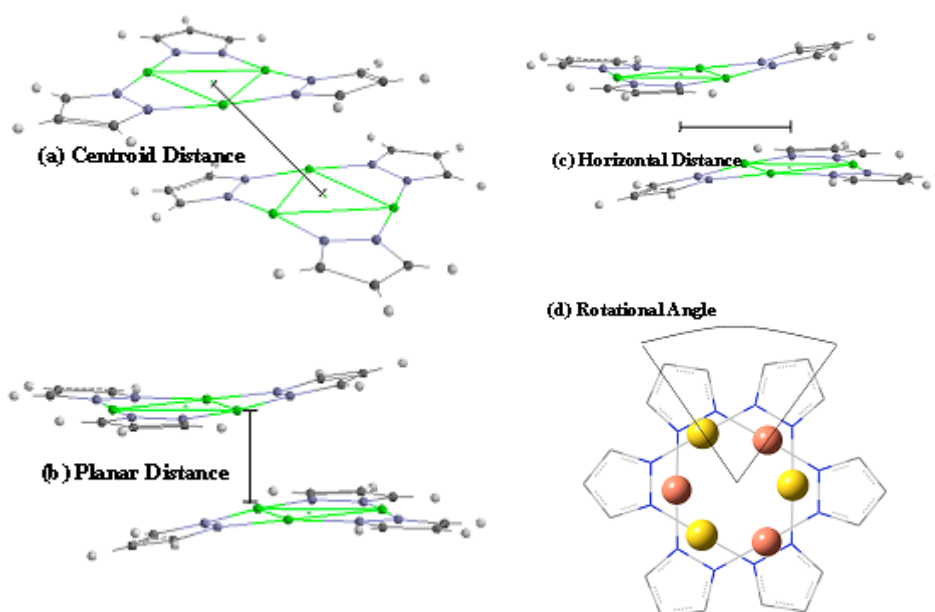 (a) Centroid Distance
(c) Horizontal Distance
(d) Rotational Angle
(b) Planar Distance